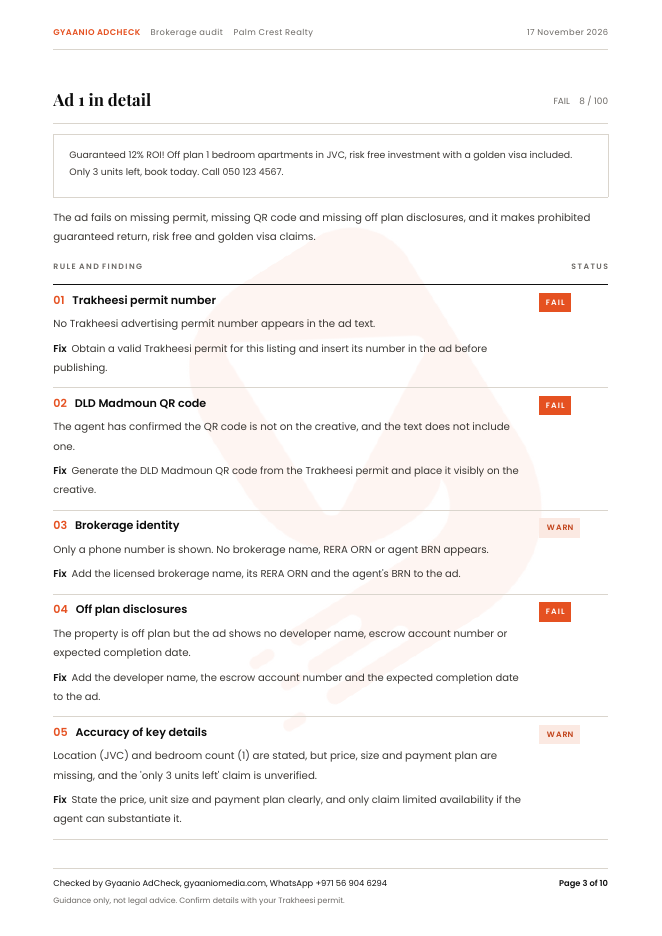 GYAANIO ADCHECK Brokerage audit Palm Crest Realty 17 November 2026
Ad 1 in detail FAIL 8 / 100
Guaranteed 12% ROI! Off plan 1 bedroom apartments in JVC, risk free investment with a golden visa included.
Only 3 units left, book today. Call 050 123 4567.
The ad fails on missing permit, missing QR code and missing off plan disclosures, and it makes prohibited
guaranteed return, risk free and golden visa claims.
RULE AND FINDING STATUS
01 Trakheesi permit number FAIL
No Trakheesi advertising permit number appears in the ad text.
Fix Obtain a valid Trakheesi permit for this listing and insert its number in the ad before
publishing.
02 DLD Madmoun QR code FAIL
The agent has confirmed the QR code is not on the creative, and the text does not include
one.
Fix Generate the DLD Madmoun QR code from the Trakheesi permit and place it visibly on the
creative.
03 Brokerage identity WARN
Only a phone number is shown. No brokerage name, RERA ORN or agent BRN appears.
Fix Add the licensed brokerage name, its RERA ORN and the agent's BRN to the ad.
04 Off plan disclosures FAIL
The property is off plan but the ad shows no developer name, escrow account number or
expected completion date.
Fix Add the developer name, the escrow account number and the expected completion date
to the ad.
05 Accuracy of key details WARN
Location (JVC) and bedroom count (1) are stated, but price, size and payment plan are
missing, and the 'only 3 units left' claim is unverified.
Fix State the price, unit size and payment plan clearly, and only claim limited availability if the
agent can substantiate it.
Checked by Gyaanio AdCheck, gyaaniomedia.com, WhatsApp +971 56 904 6294 Page 3 of 10
Guidance only, not legal advice. Confirm details with your Trakheesi permit.